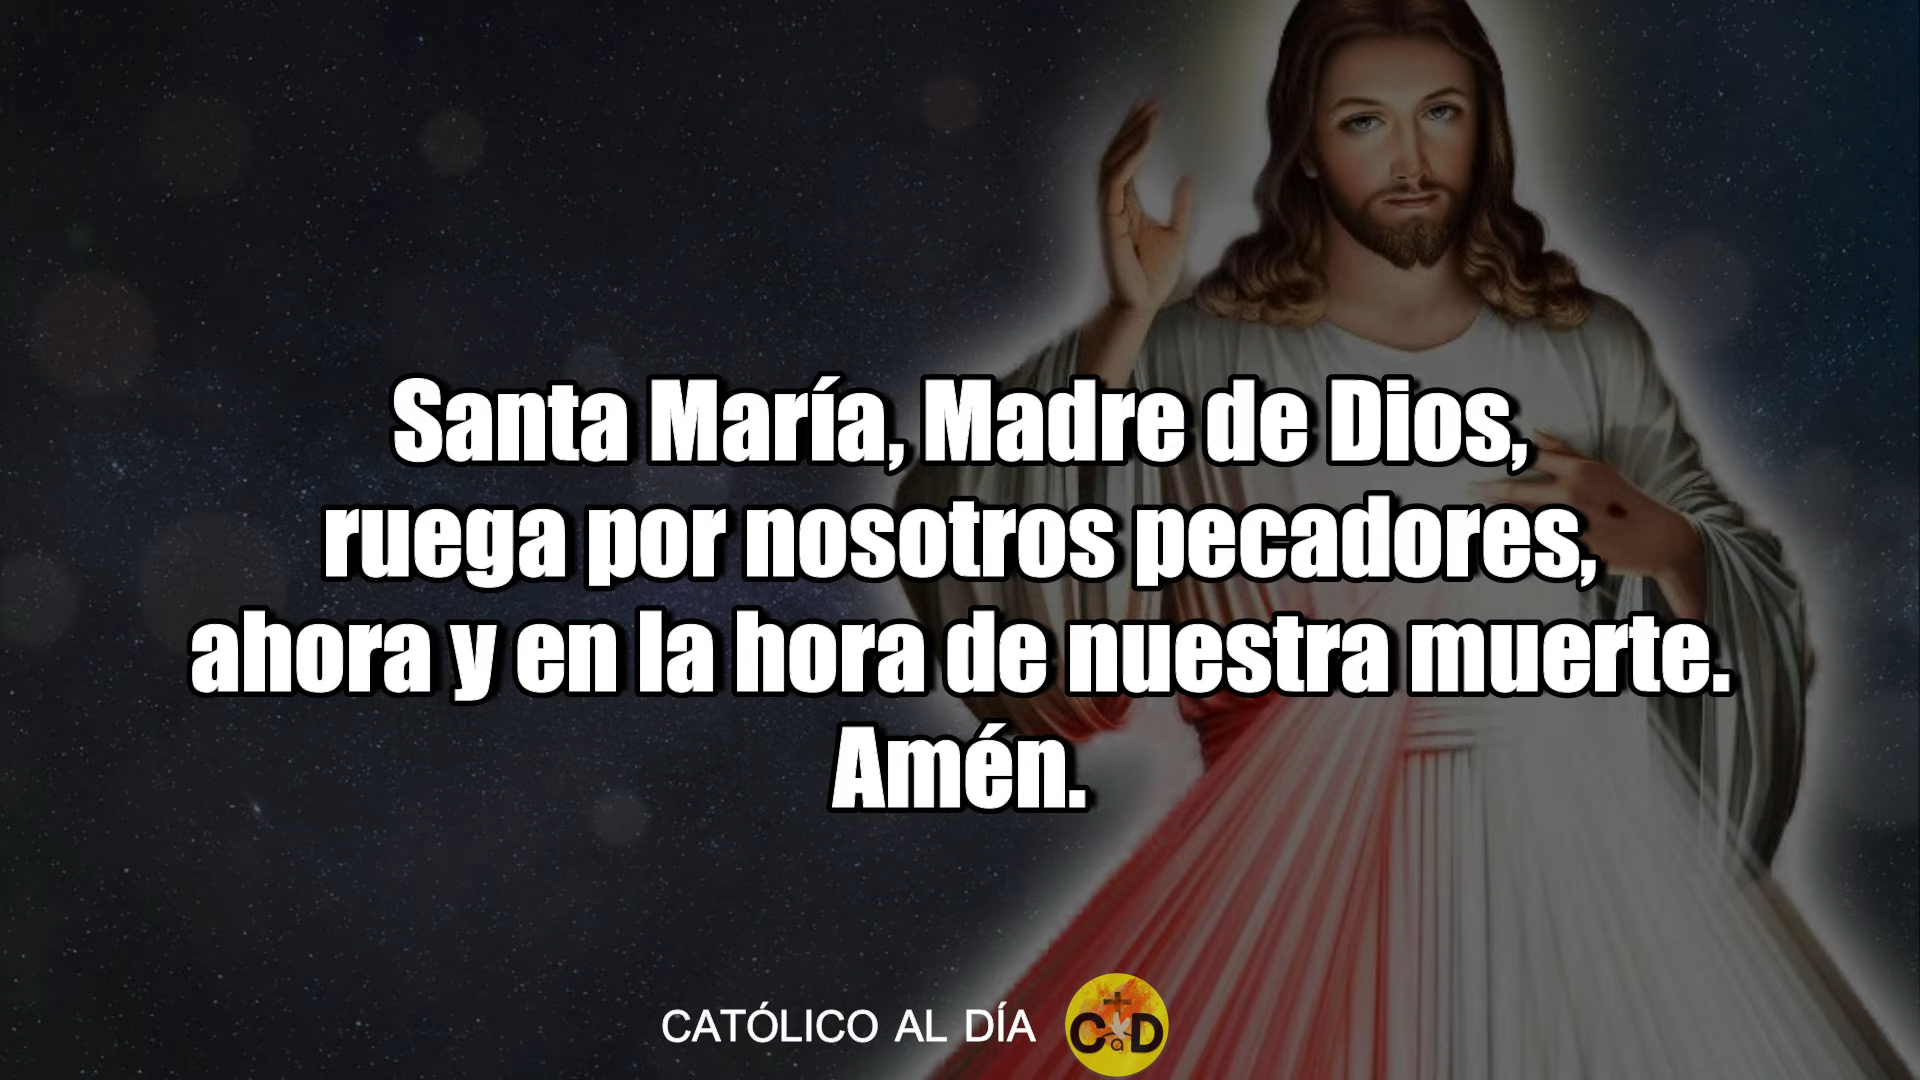 Santa María, Madre de Dios,
ruega por nosotros pecadores,
ahora y en la hora de nuestra muerte.
Amén.
CATÓLICO AL DÍA
CaD